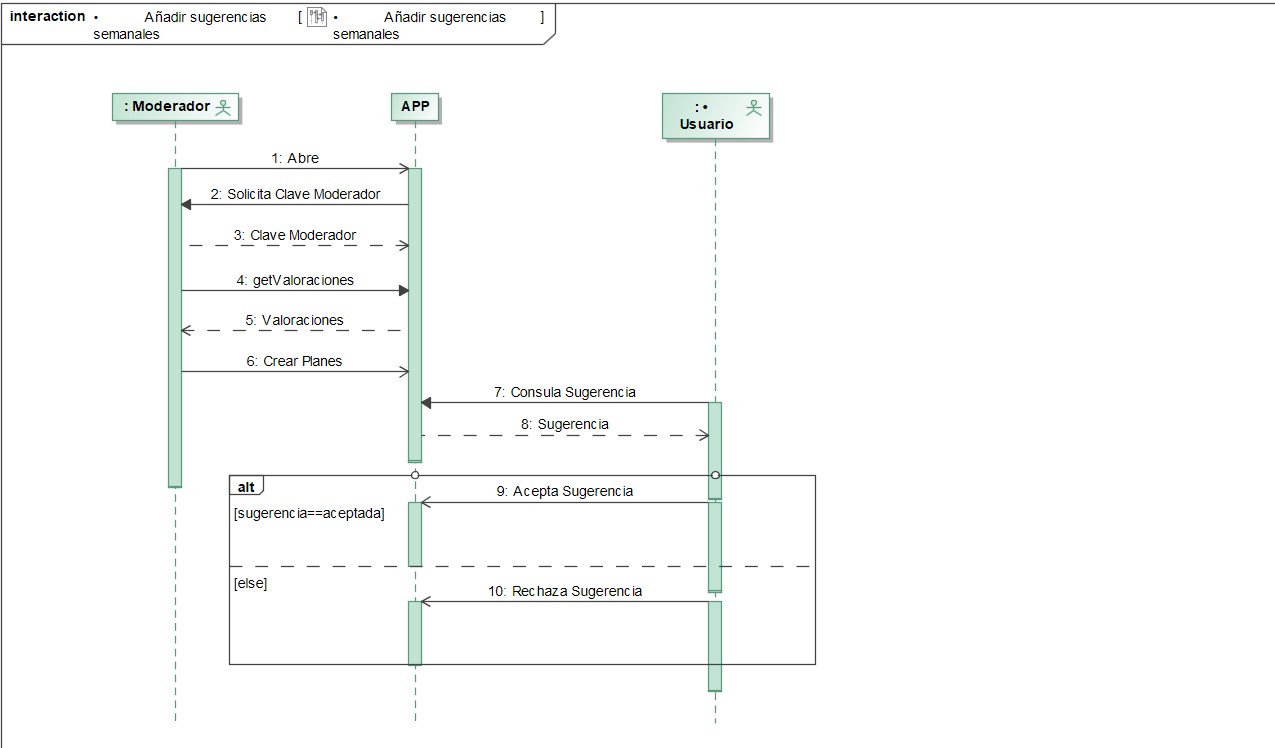 interaction • Añadir sugerencias semanales [ • Añadir sugerencias semanales ]
: Moderador
APP
: •
Usuario
1: Abre
2: Solicita Clave Moderador
3: Clave Moderador
4: getValoraciones
5: Valoraciones
6: Crear Planes
7: Consula Sugerencia
8: Sugerencia
alt
9: Acepta Sugerencia
[sugerencia==aceptada]
[else]
10: Rechaza Sugerencia